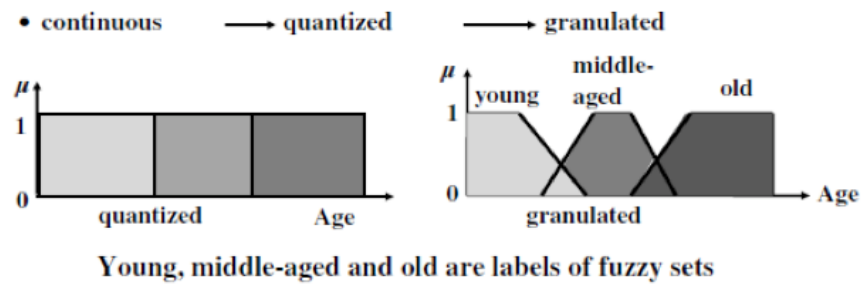 • continuous → quantized → granulated
μ
1
0
quantized
Age
μ
1
0
young
middle-
aged
old
granulated
Age
Young, middle-aged and old are labels of fuzzy sets